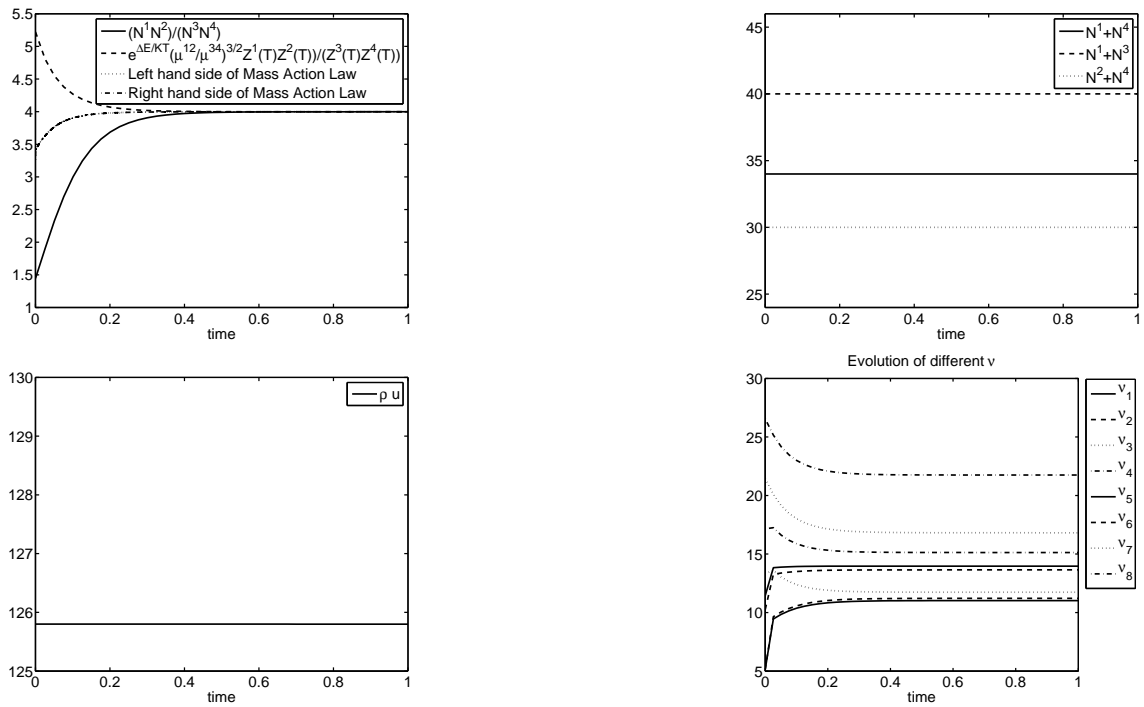 5.5
5
4.5
4
3.5
3
2.5
2
1.5
1
0 0.2 0.4 0.6 0.8 1
time
(N¹N²)/(N³N⁴)
e^{ΔE/KT}(μ¹²/μ³⁴)^{3/2}Z¹(T)Z²(T))/(Z³(T)Z⁴(T))
Left hand side of Mass Action Law
Right hand side of Mass Action Law
45
40
35
30
25
0 0.2 0.4 0.6 0.8 1
time
N¹+N⁴
N¹+N³
N²+N⁴
130
129
128
127
126
125
0 0.2 0.4 0.6 0.8 1
time
ρ u
Evolution of different ν
30
25
20
15
10
5
0 0.2 0.4 0.6 0.8 1
time
ν₁
ν₂
ν₃
ν₄
ν₅
ν₆
ν₇
ν₈